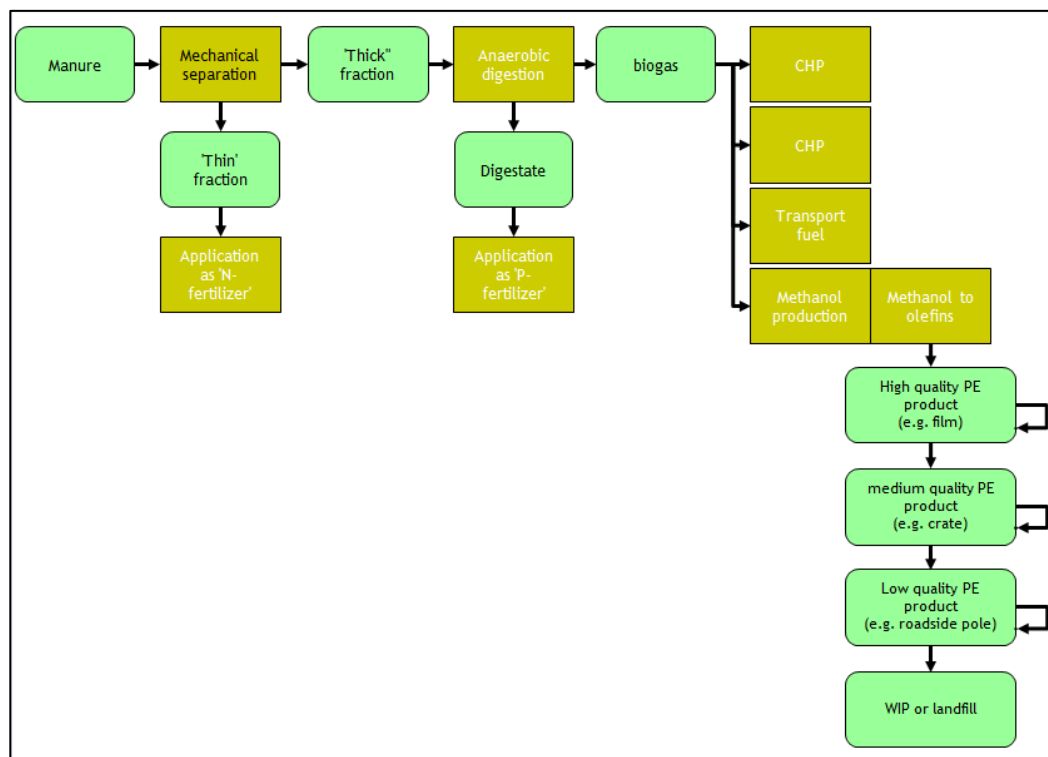 Manure
Mechanical
separation
'Thick"
fraction
Anaerobic
digestion
biogas
CHP
CHP
'Thin'
fraction
Digestate
Transport
fuel
Application
as 'N-
fertilizer'
Application
as 'P-
fertilizer'
Methanol
production
Methanol to
olefins
High quality PE
product
(e.g. film)
medium quality PE
product
(e.g. crate)
Low quality PE
product
(e.g. roadside pole)
WIP or landfill